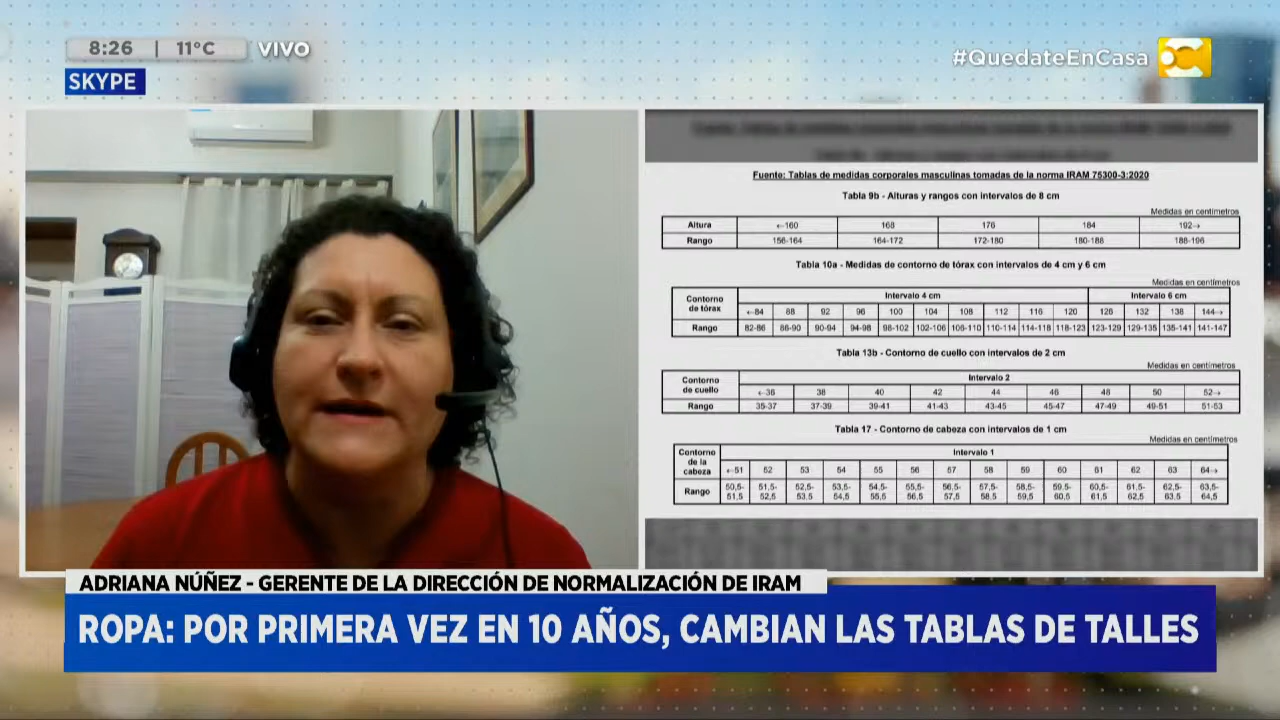 8:26 | 11°C VIVO
#QuedateEnCasa
SKYPE
Fuente: Tablas de medidas corporales masculinas tomadas de la norma IRAM 75300-3:2020
Tabla 9b - Alturas y rangos con intervalos de 8 cm
Medidas en centímetros
Altura ←160 168 176 184 192→
Rango 156-164 164-172 172-180 180-188 188-196
Tabla 10a - Medidas de contorno de tórax con intervalos de 4 cm y 6 cm
Medidas en centímetros
Contorno de tórax Intervalo 4 cm Intervalo 6 cm
←84 88 92 96 100 104 108 112 116 120 126 132 138 144→
Rango 82-86 86-90 90-94 94-98 98-102 102-106 106-110 110-114 114-118 118-123 123-129 129-135 135-141 141-147
Tabla 13b - Contorno de cuello con intervalos de 2 cm
Medidas en centímetros
Contorno de cuello Intervalo 2
←36 38 40 42 44 46 48 50 52→
Rango 35-37 37-39 39-41 41-43 43-45 45-47 47-49 49-51 51-53
Tabla 17 - Contorno de cabeza con intervalos de 1 cm
Medidas en centímetros
Contorno de la cabeza Intervalo 1
←51 52 53 54 55 56 57 58 59 60 61 62 63 64→
Rango 50,5-51,5 51,5-52,5 52,5-53,5 53,5-54,5 54,5-55,5 55,5-56,5 56,5-57,5 57,5-58,5 58,5-59,5 59,5-60,5 60,5-61,5 61,5-62,5 62,5-63,5 63,5-64,5
ADRIANA NÚÑEZ - GERENTE DE LA DIRECCIÓN DE NORMALIZACIÓN DE IRAM
ROPA: POR PRIMERA VEZ EN 10 AÑOS, CAMBIAN LAS TABLAS DE TALLES